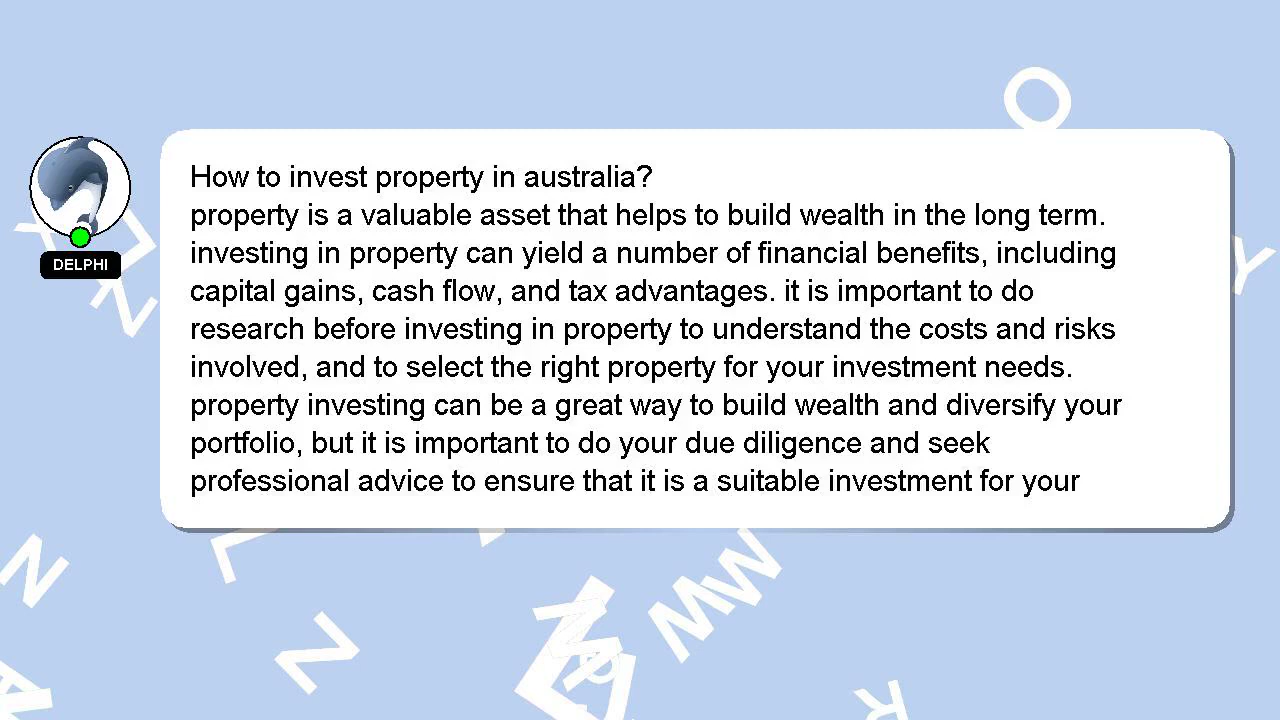 How to invest property in australia?
property is a valuable asset that helps to build wealth in the long term.
investing in property can yield a number of financial benefits, including
capital gains, cash flow, and tax advantages. it is important to do
research before investing in property to understand the costs and risks
involved, and to select the right property for your investment needs.
property investing can be a great way to build wealth and diversify your
portfolio, but it is important to do your due diligence and seek
professional advice to ensure that it is a suitable investment for your
DELPHI
O
Y
Z
N
L
Z
N
M
W
R